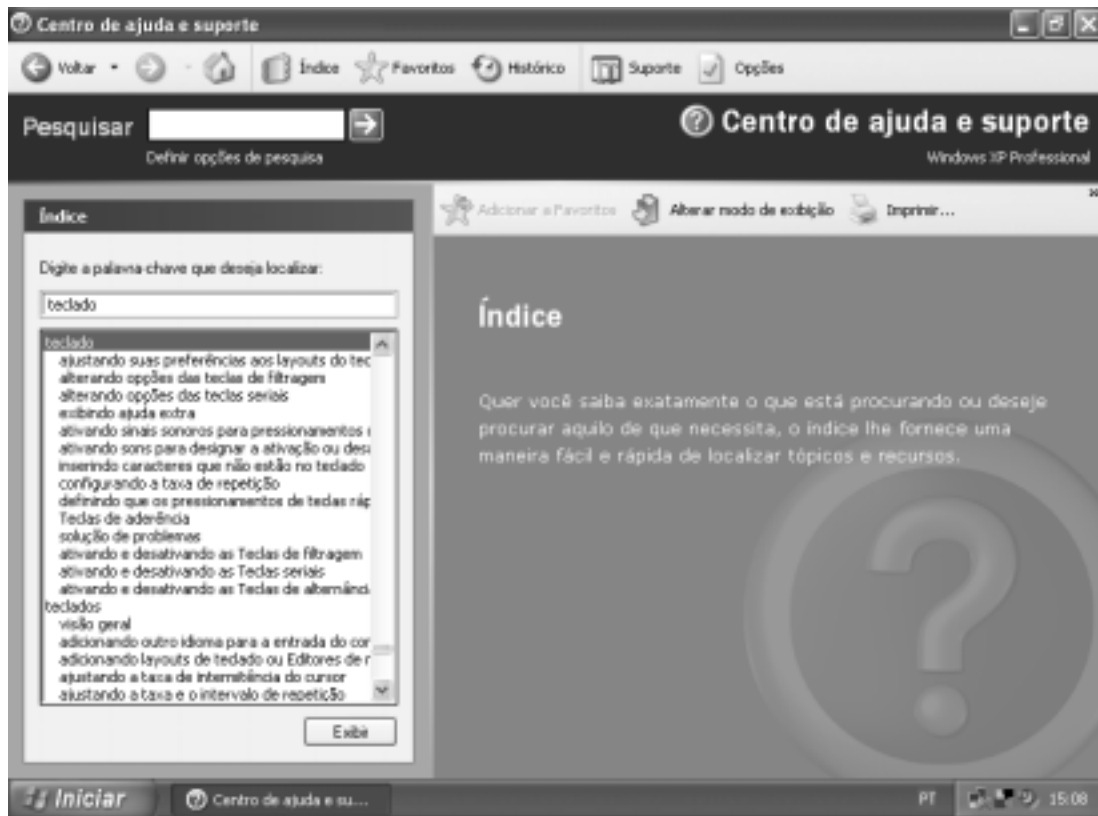 Centro de ajuda e suporte
Voltar
Índice
Favoritos
Histórico
Suporte
Opções
Pesquisar
Definir opções de pesquisa
Centro de ajuda e suporte
Windows XP Professional
Índice
Digite a palavra-chave que deseja localizar:
teclado
teclado
ajustando suas preferências aos layouts do tec
alterando opções das teclas de filtragem
alterando opções das teclas seriais
exibindo ajuda extra
ativando sinais sonoros para pressionamentos
ativando sons para designar a ativação ou desa
inserindo caracteres que não estão no teclado
configurando a taxa de repetição
definindo que os pressionamentos de teclas ráp
Teclas de aderência
solução de problemas
ativando e desativando as Teclas de filtragem
ativando e desativando as Teclas seriais
ativando e desativando as Teclas de alternânci
teclados
visão geral
adicionando outro idioma para a entrada do cor
adicionando layouts de teclado ou Editores de
ajustando a taxa de intermitência do cursor
ajustando a taxa e o intervalo de repetição
Exibir
Adicionar a Favoritos
Alterar modo de exibição
Imprimir...
Índice
Quer você saiba exatamente o que está procurando ou deseje
procurar aquilo de que necessita, o índice lhe fornece uma
maneira fácil e rápida de localizar tópicos e recursos.
Iniciar
Centro de ajuda e su...
PT
15:08